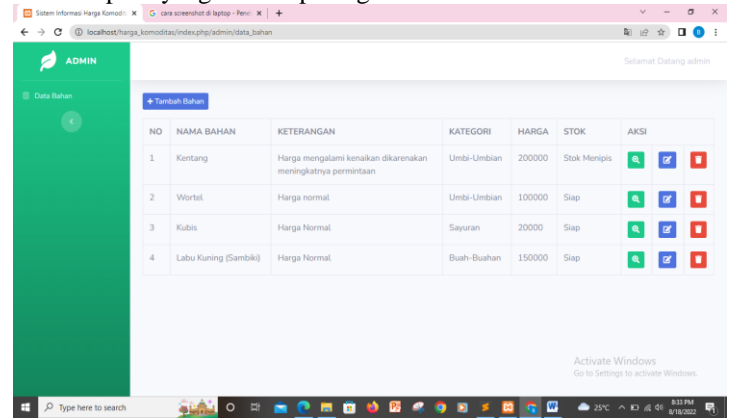 Sistem Informasi Harga Komodit
cara screenshot di laptop - Penel
localhost/harga_komoditas/index.php/admin/data_bahan
ADMIN
Selamat Datang admin
Data Bahan
+ Tambah Bahan
NO NAMA BAHAN KETERANGAN KATEGORI HARGA STOK AKSI
1 Kentang Harga mengalami kenaikan dikarenakan Umbi-Umbian 200000 Stok Menipis
meningkatnya permintaan
2 Wortel Harga normal Umbi-Umbian 100000 Siap
3 Kubis Harga Normal Sayuran 20000 Siap
4 Labu Kuning (Sambiki) Harga Normal Buah-Buahan 150000 Siap
Activate Windows
Go to Settings to activate Windows.
Type here to search
25°C
8:33 PM
8/18/2022